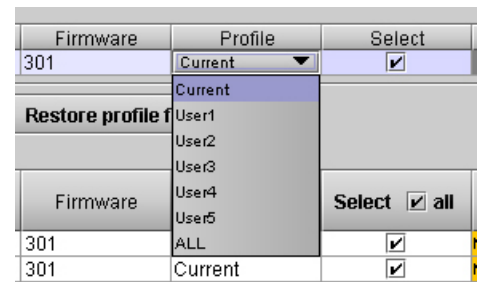 Firmware Profile Select
301 Current
Current
Restore profile f User1
User2
User3
Firmware User4 Select all
User5
301 ALL
301 Current